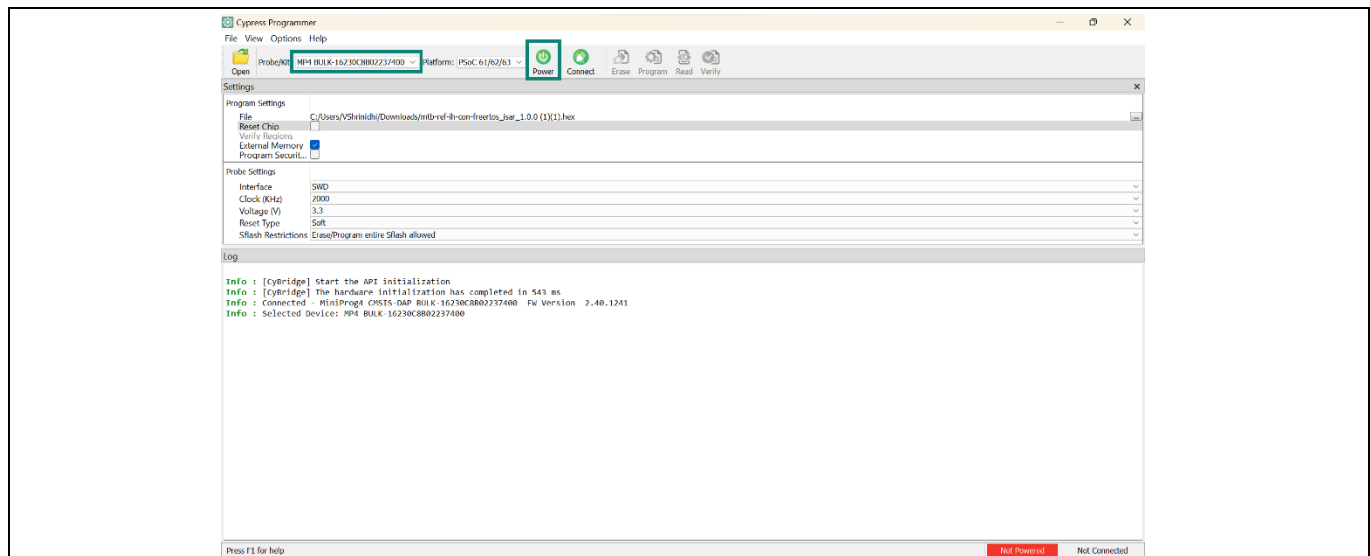 Cypress Programmer
File View Options Help
Open Probe/Kit: MP4 BULK-16230C8B02237400 Platform: PSoC 61/62/63 Power Connect Erase Program Read Verify
Settings
Program Settings
File C:/Users/VShrinidhi/Downloads/mtb-ref-ih-con-freertos_isar_1.0.0 (1)(1).hex ...
Reset Chip
Verify Regions
External Memory
Program Securit...
Probe Settings
Interface SWD
Clock (KHz) 2000
Voltage (V) 3.3
Reset Type Soft
Sflash Restrictions Erase/Program entire Sflash allowed
Log
Info : [CyBridge] Start the API initialization
Info : [CyBridge] The hardware initialization has completed in 543 ms
Info : Connected - MiniProg4 CMSIS-DAP BULK-16230C8B02237400 FW Version 2.40.1241
Info : Selected Device: MP4 BULK-16230C8B02237400
Press F1 for help Not Powered Not Connected